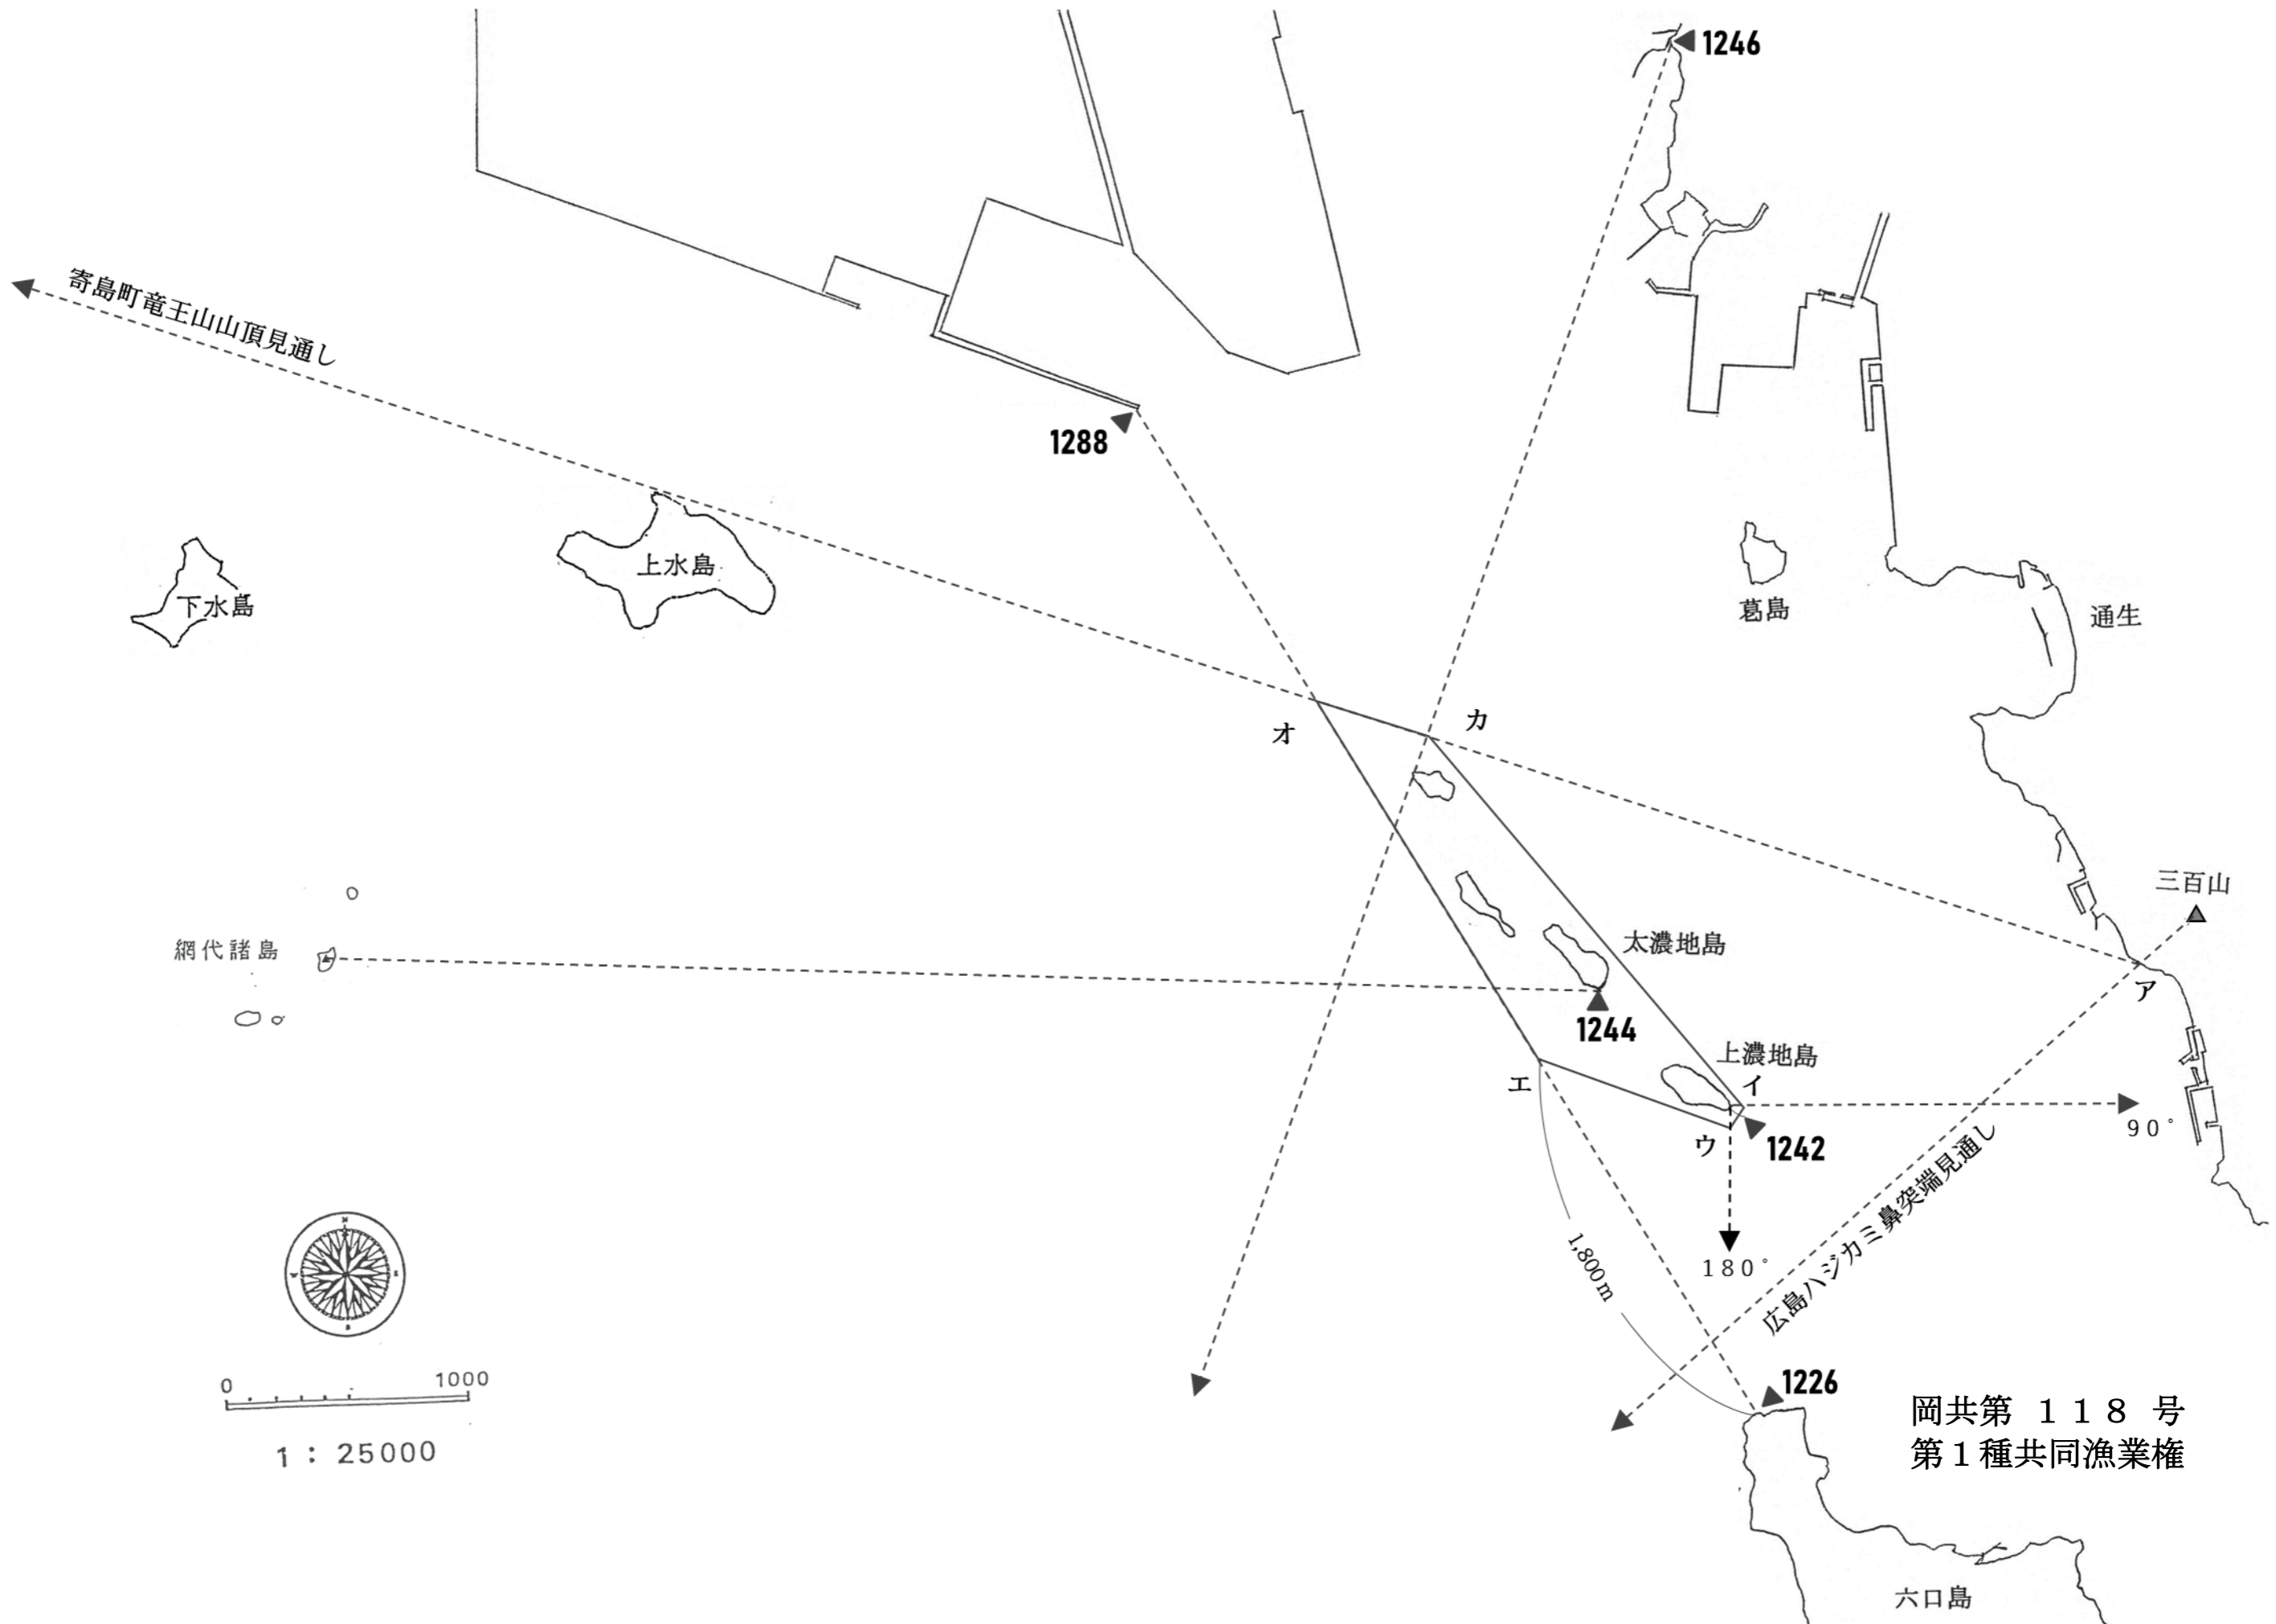 1246
寄島町竜王山山頂見通し
1288
上水島
下水島
葛島
通生
オ
カ
三百山
網代諸島
太濃地島
ア
1244
上濃地島
エ
イ
90°
ウ
1242
広島ハジカミ鼻突端見通し
180°
1,800m
0 1000
1：25000
1226
岡共第 １１８ 号
第１種共同漁業権
六口島